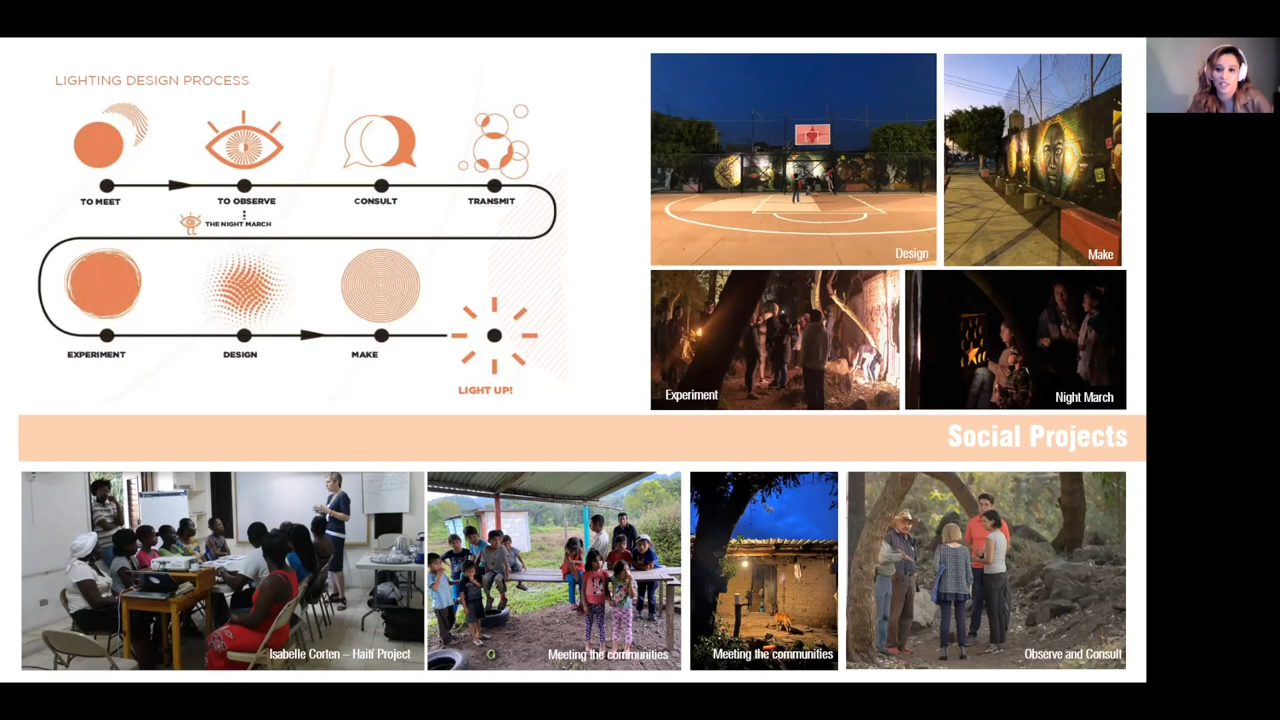 LIGHTING DESIGN PROCESS
TO MEET
TO OBSERVE
CONSULT
TRANSMIT
THE NIGHT MARCH
EXPERIMENT
DESIGN
MAKE
LIGHT UP!
Design
Make
Experiment
Night March
Social Projects
Isabelle Corten – Haití Project
Meeting the communities
Meeting the communities
Observe and Consult